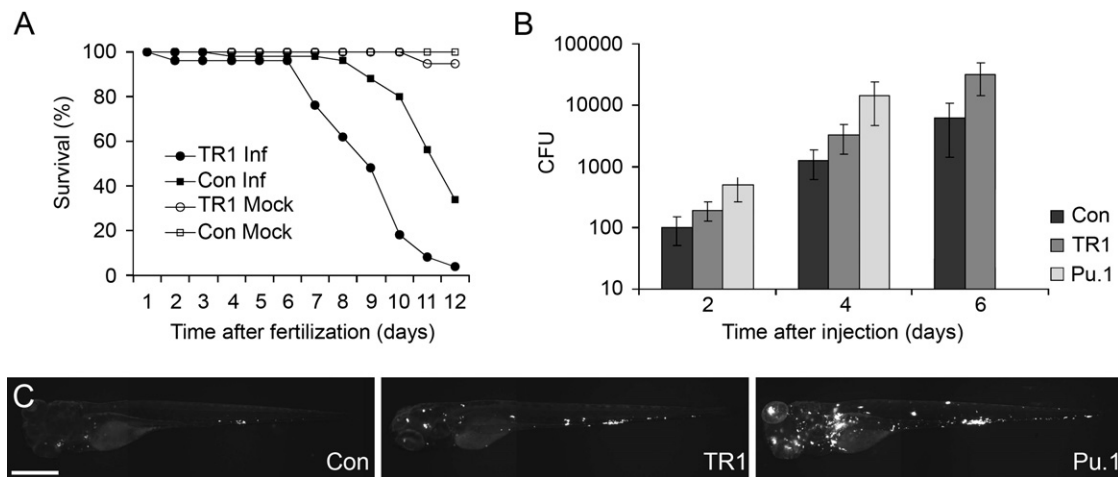 A
Survival (%)
100
80
60
40
20
0
TR1 Inf
Con Inf
TR1 Mock
Con Mock
1 2 3 4 5 6 7 8 9 10 11 12
Time after fertilization (days)
B
CFU
100000
10000
1000
100
10
2 4 6
Time after injection (days)
Con
TR1
Pu.1
C
Con
TR1
Pu.1